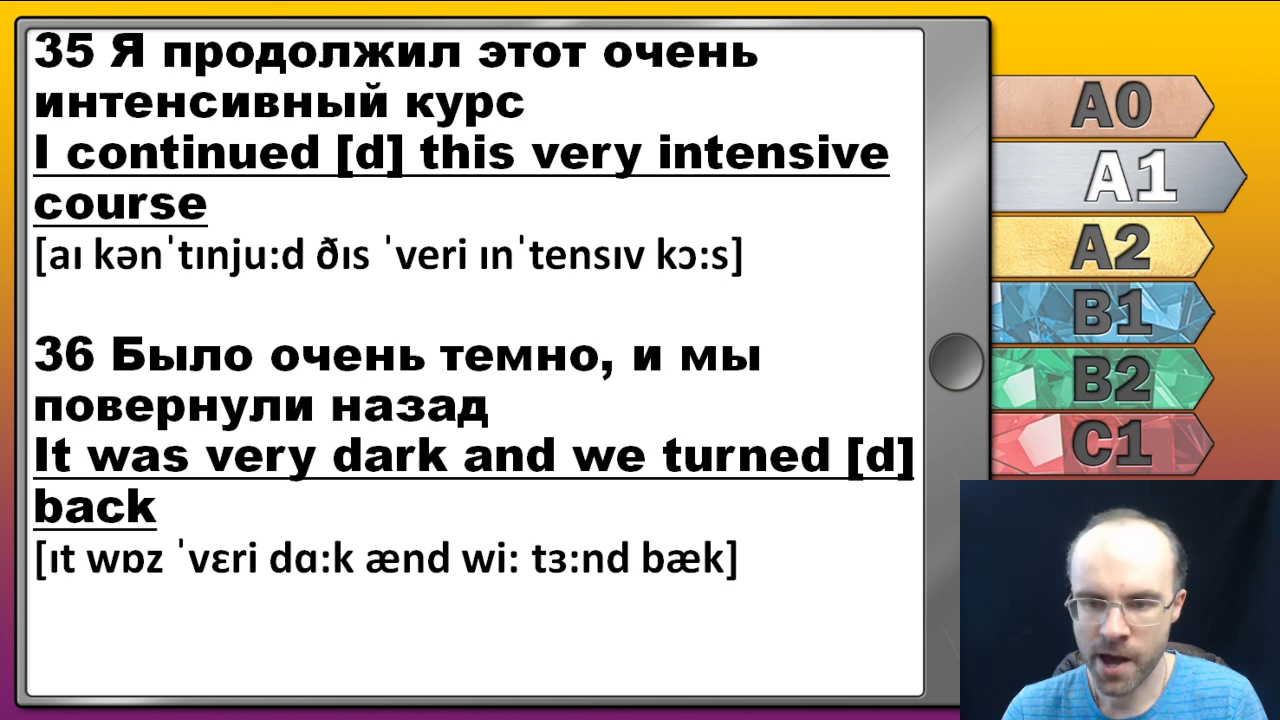 35 Я продолжил этот очень
интенсивный курс
I continued [d] this very intensive
course
[aɪ kənˈtɪnju:d ðɪs ˈveri ɪnˈtensɪv kɔ:s]
36 Было очень темно, и мы
повернули назад
It was very dark and we turned [d]
back
[ɪt wɒz ˈvɛri dɑ:k ænd wi: tɜ:nd bæk]
A0
A1
A2
B1
B2
C1